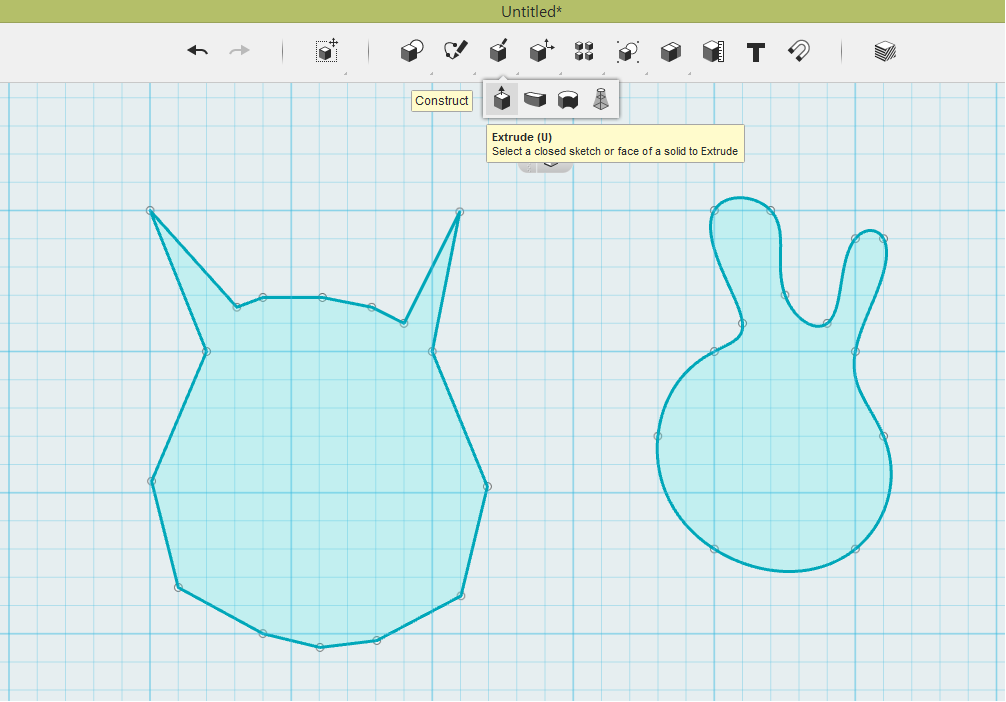 Untitled*
Construct
Extrude (U)
Select a closed sketch or face of a solid to Extrude